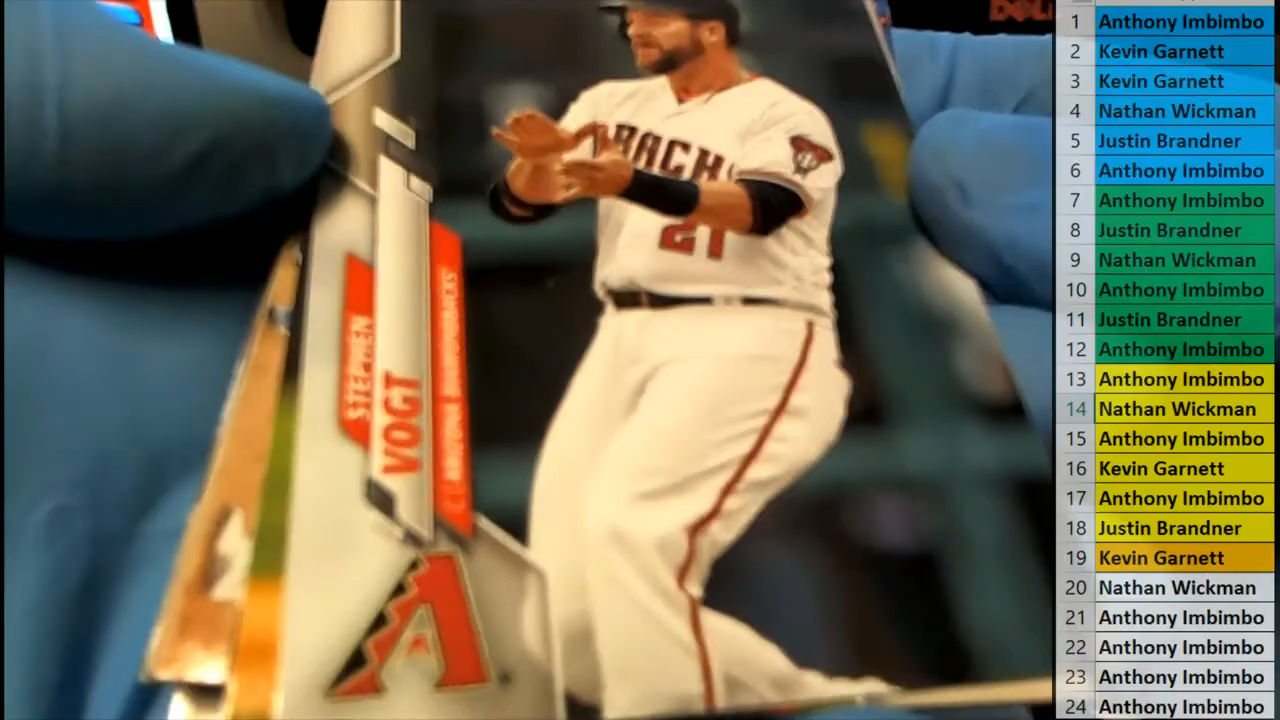 STEPHEN
VOGT
C | ARIZONA DIAMONDBACKS
21
1 Anthony Imbimbo
2 Kevin Garnett
3 Kevin Garnett
4 Nathan Wickman
5 Justin Brandner
6 Anthony Imbimbo
7 Anthony Imbimbo
8 Justin Brandner
9 Nathan Wickman
10 Anthony Imbimbo
11 Justin Brandner
12 Anthony Imbimbo
13 Anthony Imbimbo
14 Nathan Wickman
15 Anthony Imbimbo
16 Kevin Garnett
17 Anthony Imbimbo
18 Justin Brandner
19 Kevin Garnett
20 Nathan Wickman
21 Anthony Imbimbo
22 Anthony Imbimbo
23 Anthony Imbimbo
24 Anthony Imbimbo